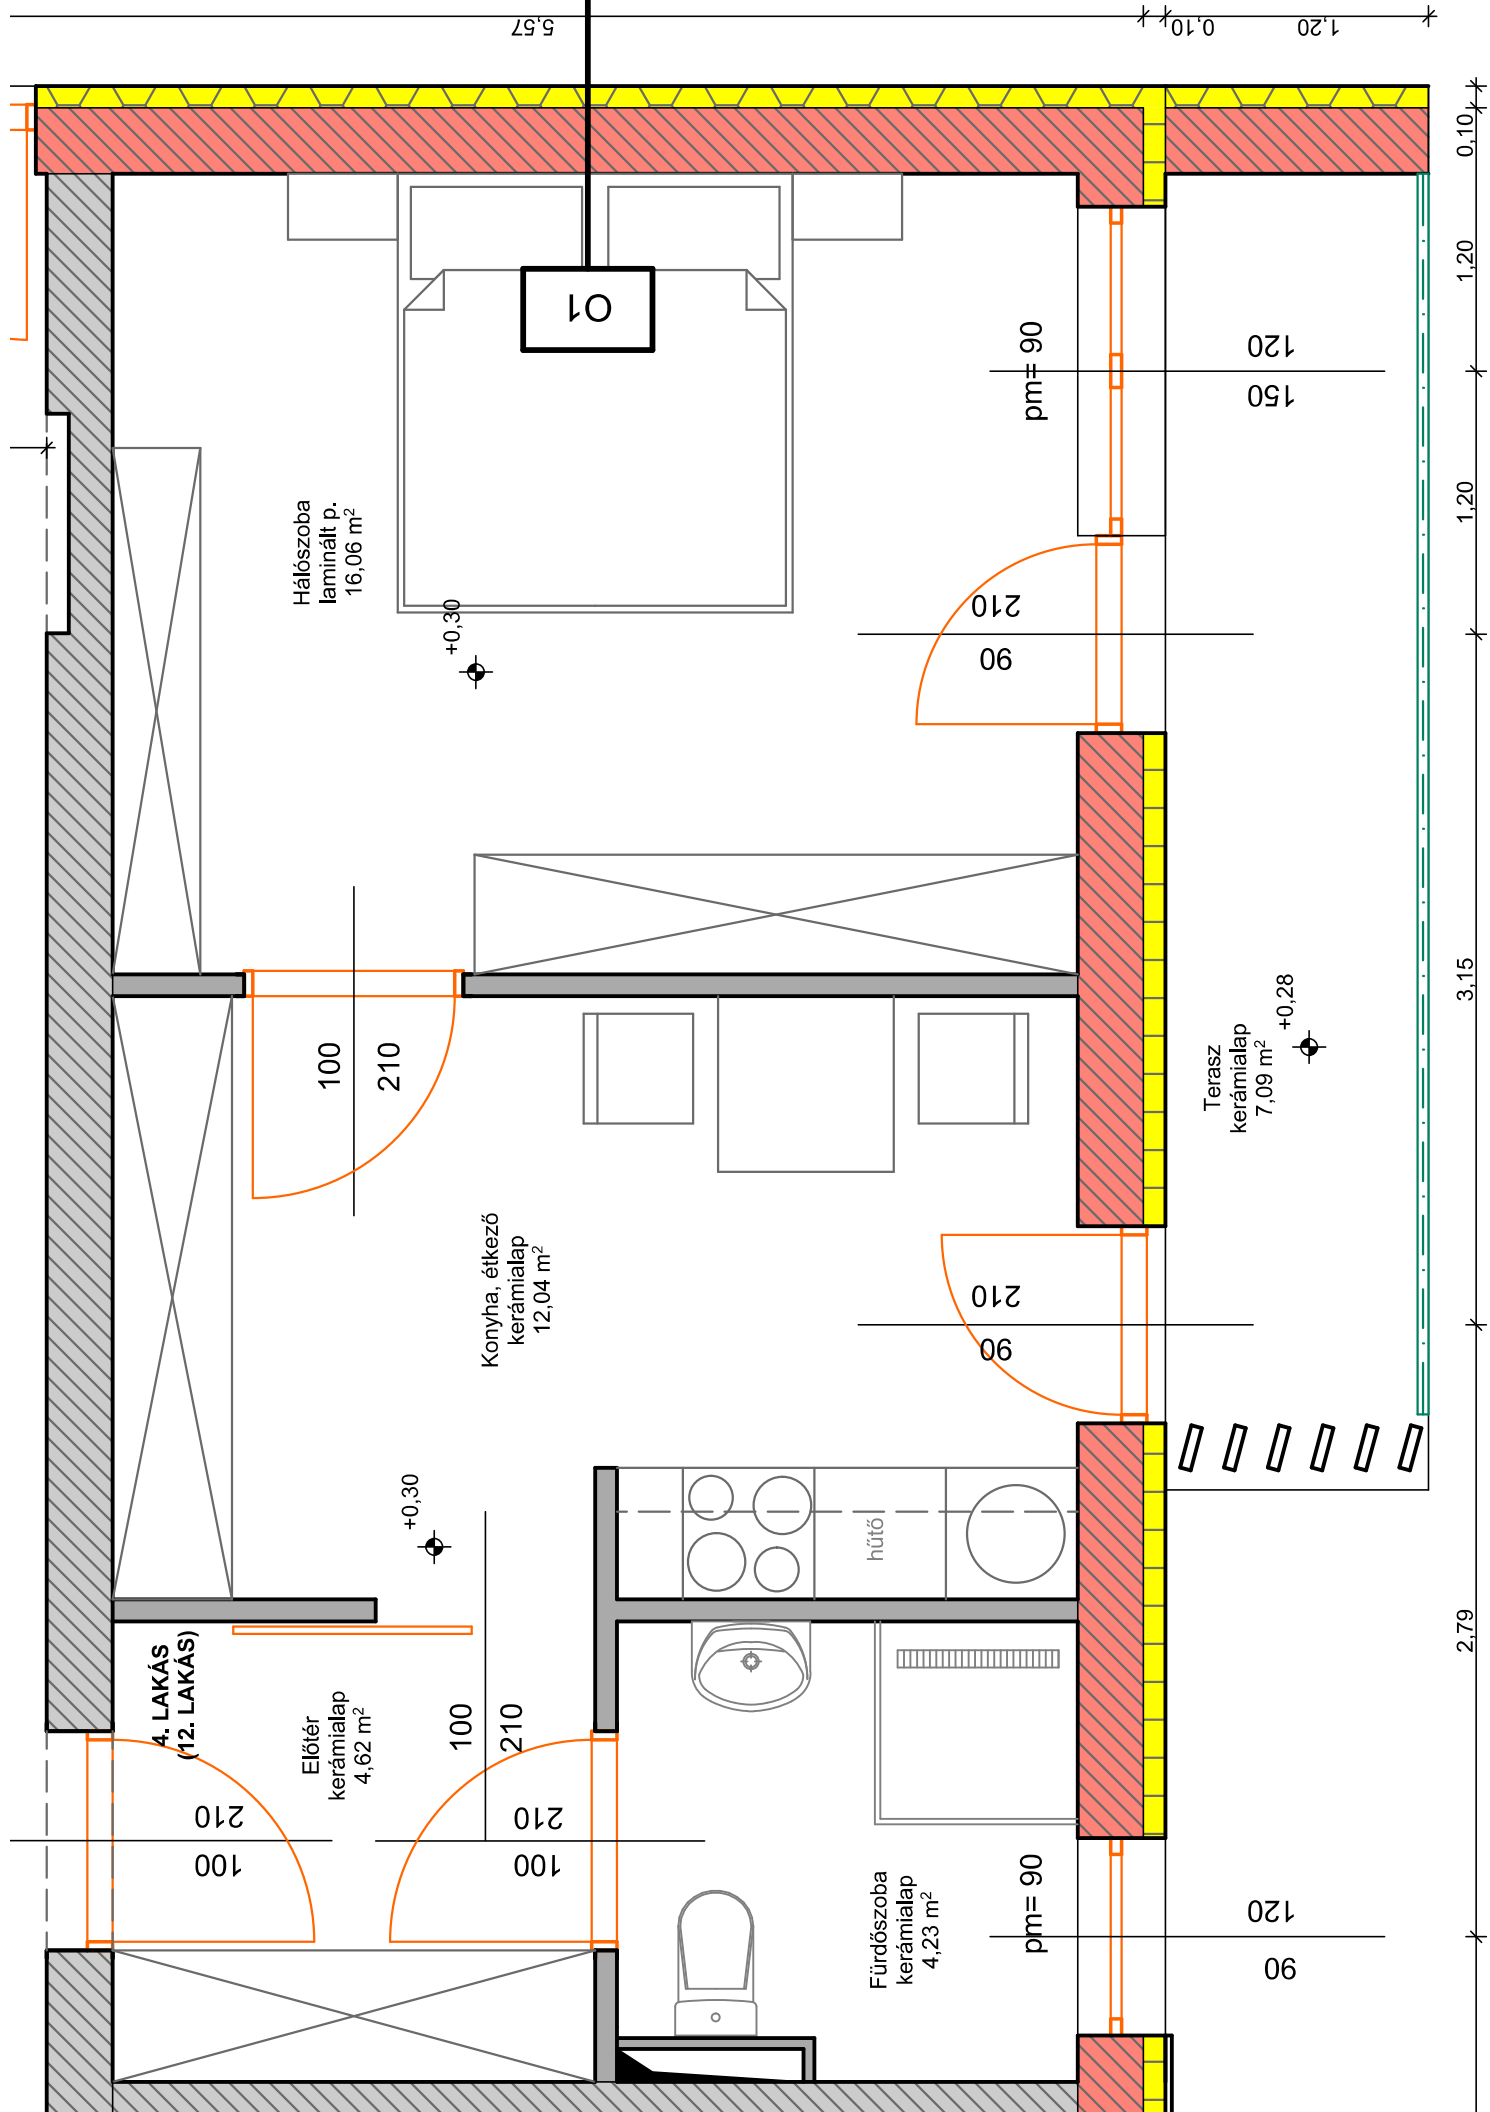 5,57
0,10
1,20
0,10
1,20
1,20
3,15
2,79
O1
pm= 90
120
150
Hálószoba
laminált p.
16,06 m²
+0,30
210
90
100
210
Terasz
kerámialap
7,09 m²
+0,28
Konyha, étkező
kerámialap
12,04 m²
210
90
+0,30
hűtő
4. LAKÁS
(12. LAKÁS)
Előtér
kerámialap
4,62 m²
100
210
210
100
210
100
Fürdőszoba
kerámialap
4,23 m²
pm= 90
120
90